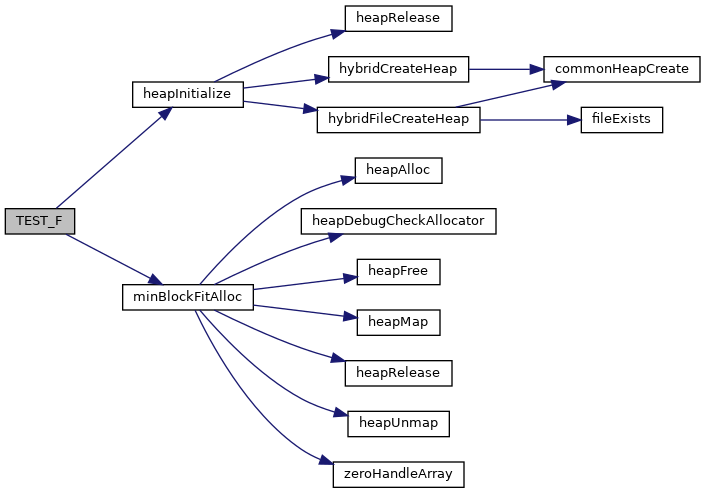 heapRelease
hybridCreateHeap
commonHeapCreate
heapInitialize
hybridFileCreateHeap
fileExists
heapAlloc
TEST_F
heapDebugCheckAllocator
heapFree
minBlockFitAlloc
heapMap
heapRelease
heapUnmap
zeroHandleArray